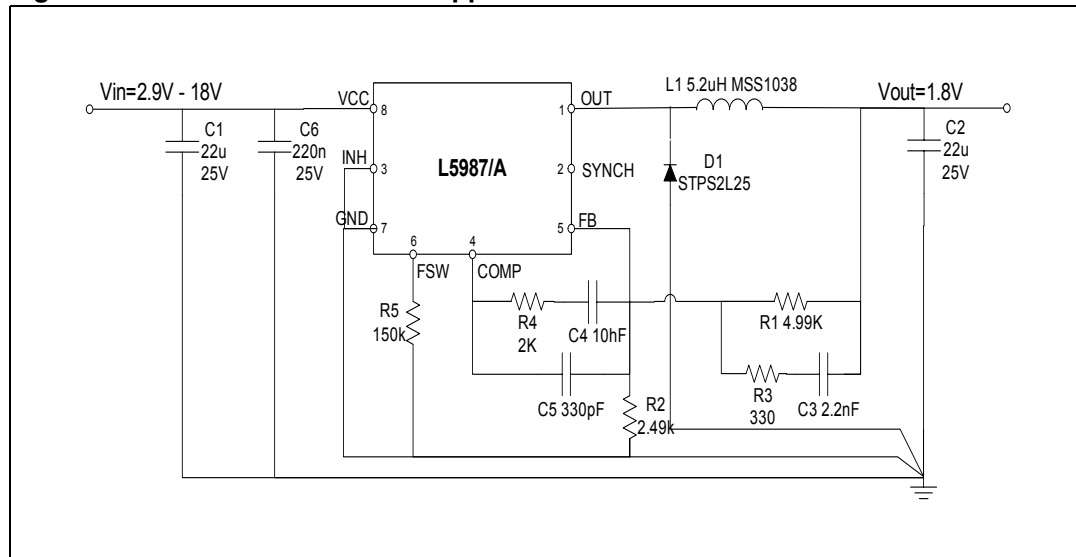 Vin=2.9V - 18V
C1
22u
25V
C6
220n
25V
VCC
8
INH
3
GND
7
L5987/A
1
OUT
2
SYNCH
5
FB
6
FSW
4
COMP
L1 5.2uH MSS1038
Vout=1.8V
C2
22u
25V
D1
STPS2L25
R5
150k
R4
2K
C4 10hF
C5 330pF
R2
2.49k
R1 4.99K
R3
330
C3 2.2nF